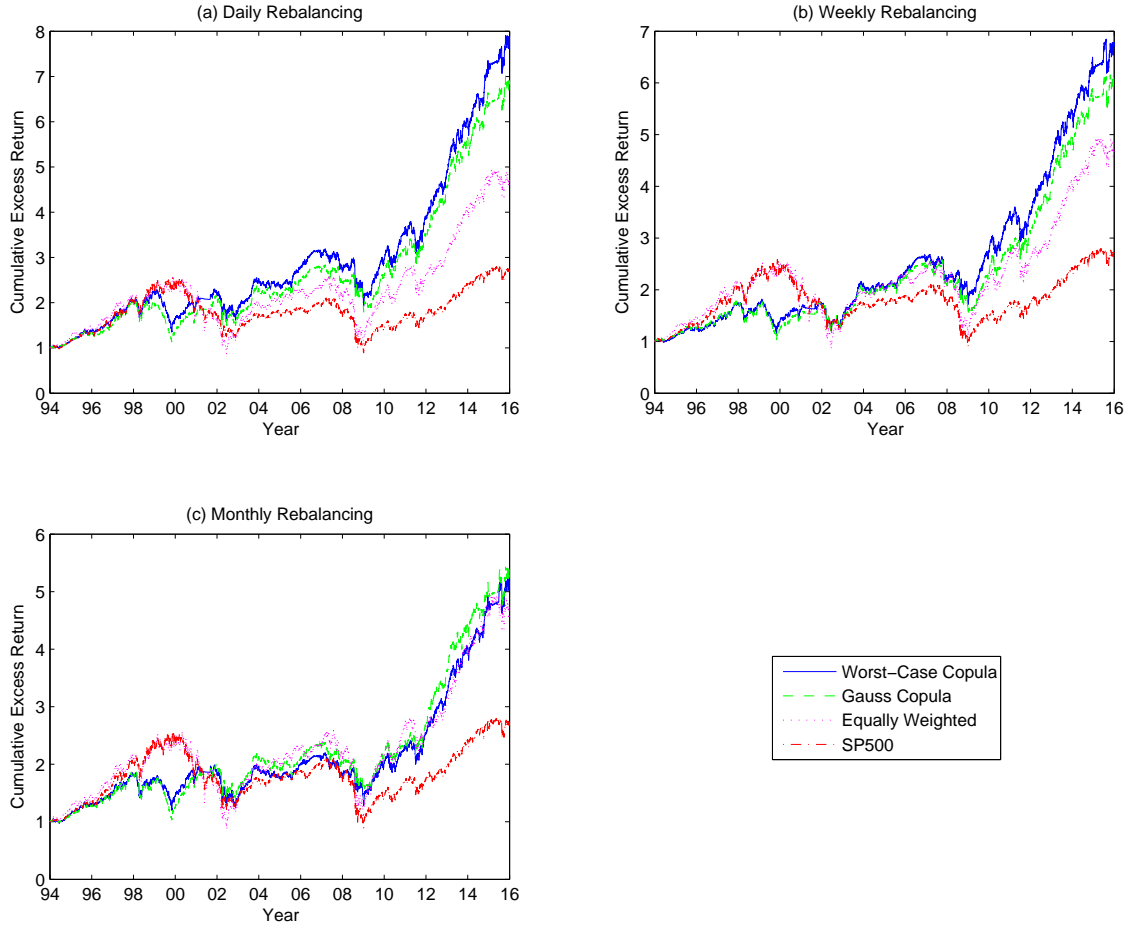 (a) Daily Rebalancing
8
7
6
5
4
3
2
1
0
Cumulative Excess Return
94 96 98 00 02 04 06 08 10 12 14 16
Year
(b) Weekly Rebalancing
7
6
5
4
3
2
1
0
Cumulative Excess Return
94 96 98 00 02 04 06 08 10 12 14 16
Year
(c) Monthly Rebalancing
6
5
4
3
2
1
0
Cumulative Excess Return
94 96 98 00 02 04 06 08 10 12 14 16
Year
Worst−Case Copula
Gauss Copula
Equally Weighted
SP500